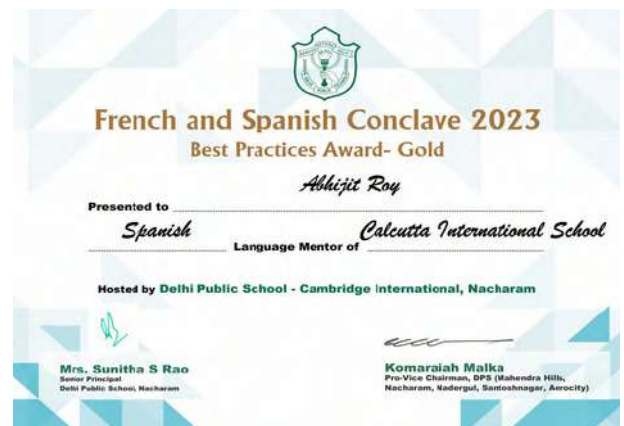 French and Spanish Conclave 2023
Best Practices Award- Gold
Abhijit Roy
Presented to
Spanish Calcutta International School
Language Mentor of
Hosted by Delhi Public School - Cambridge International, Nacharam
Mrs. Sunitha S Rao
Senior Principal
Delhi Public School, Nacharam
Komaraiah Malka
Pro-Vice Chairman, DPS (Mahendra Hills,
Nacharam, Nadergul, Santoshnagar, Aerocity)